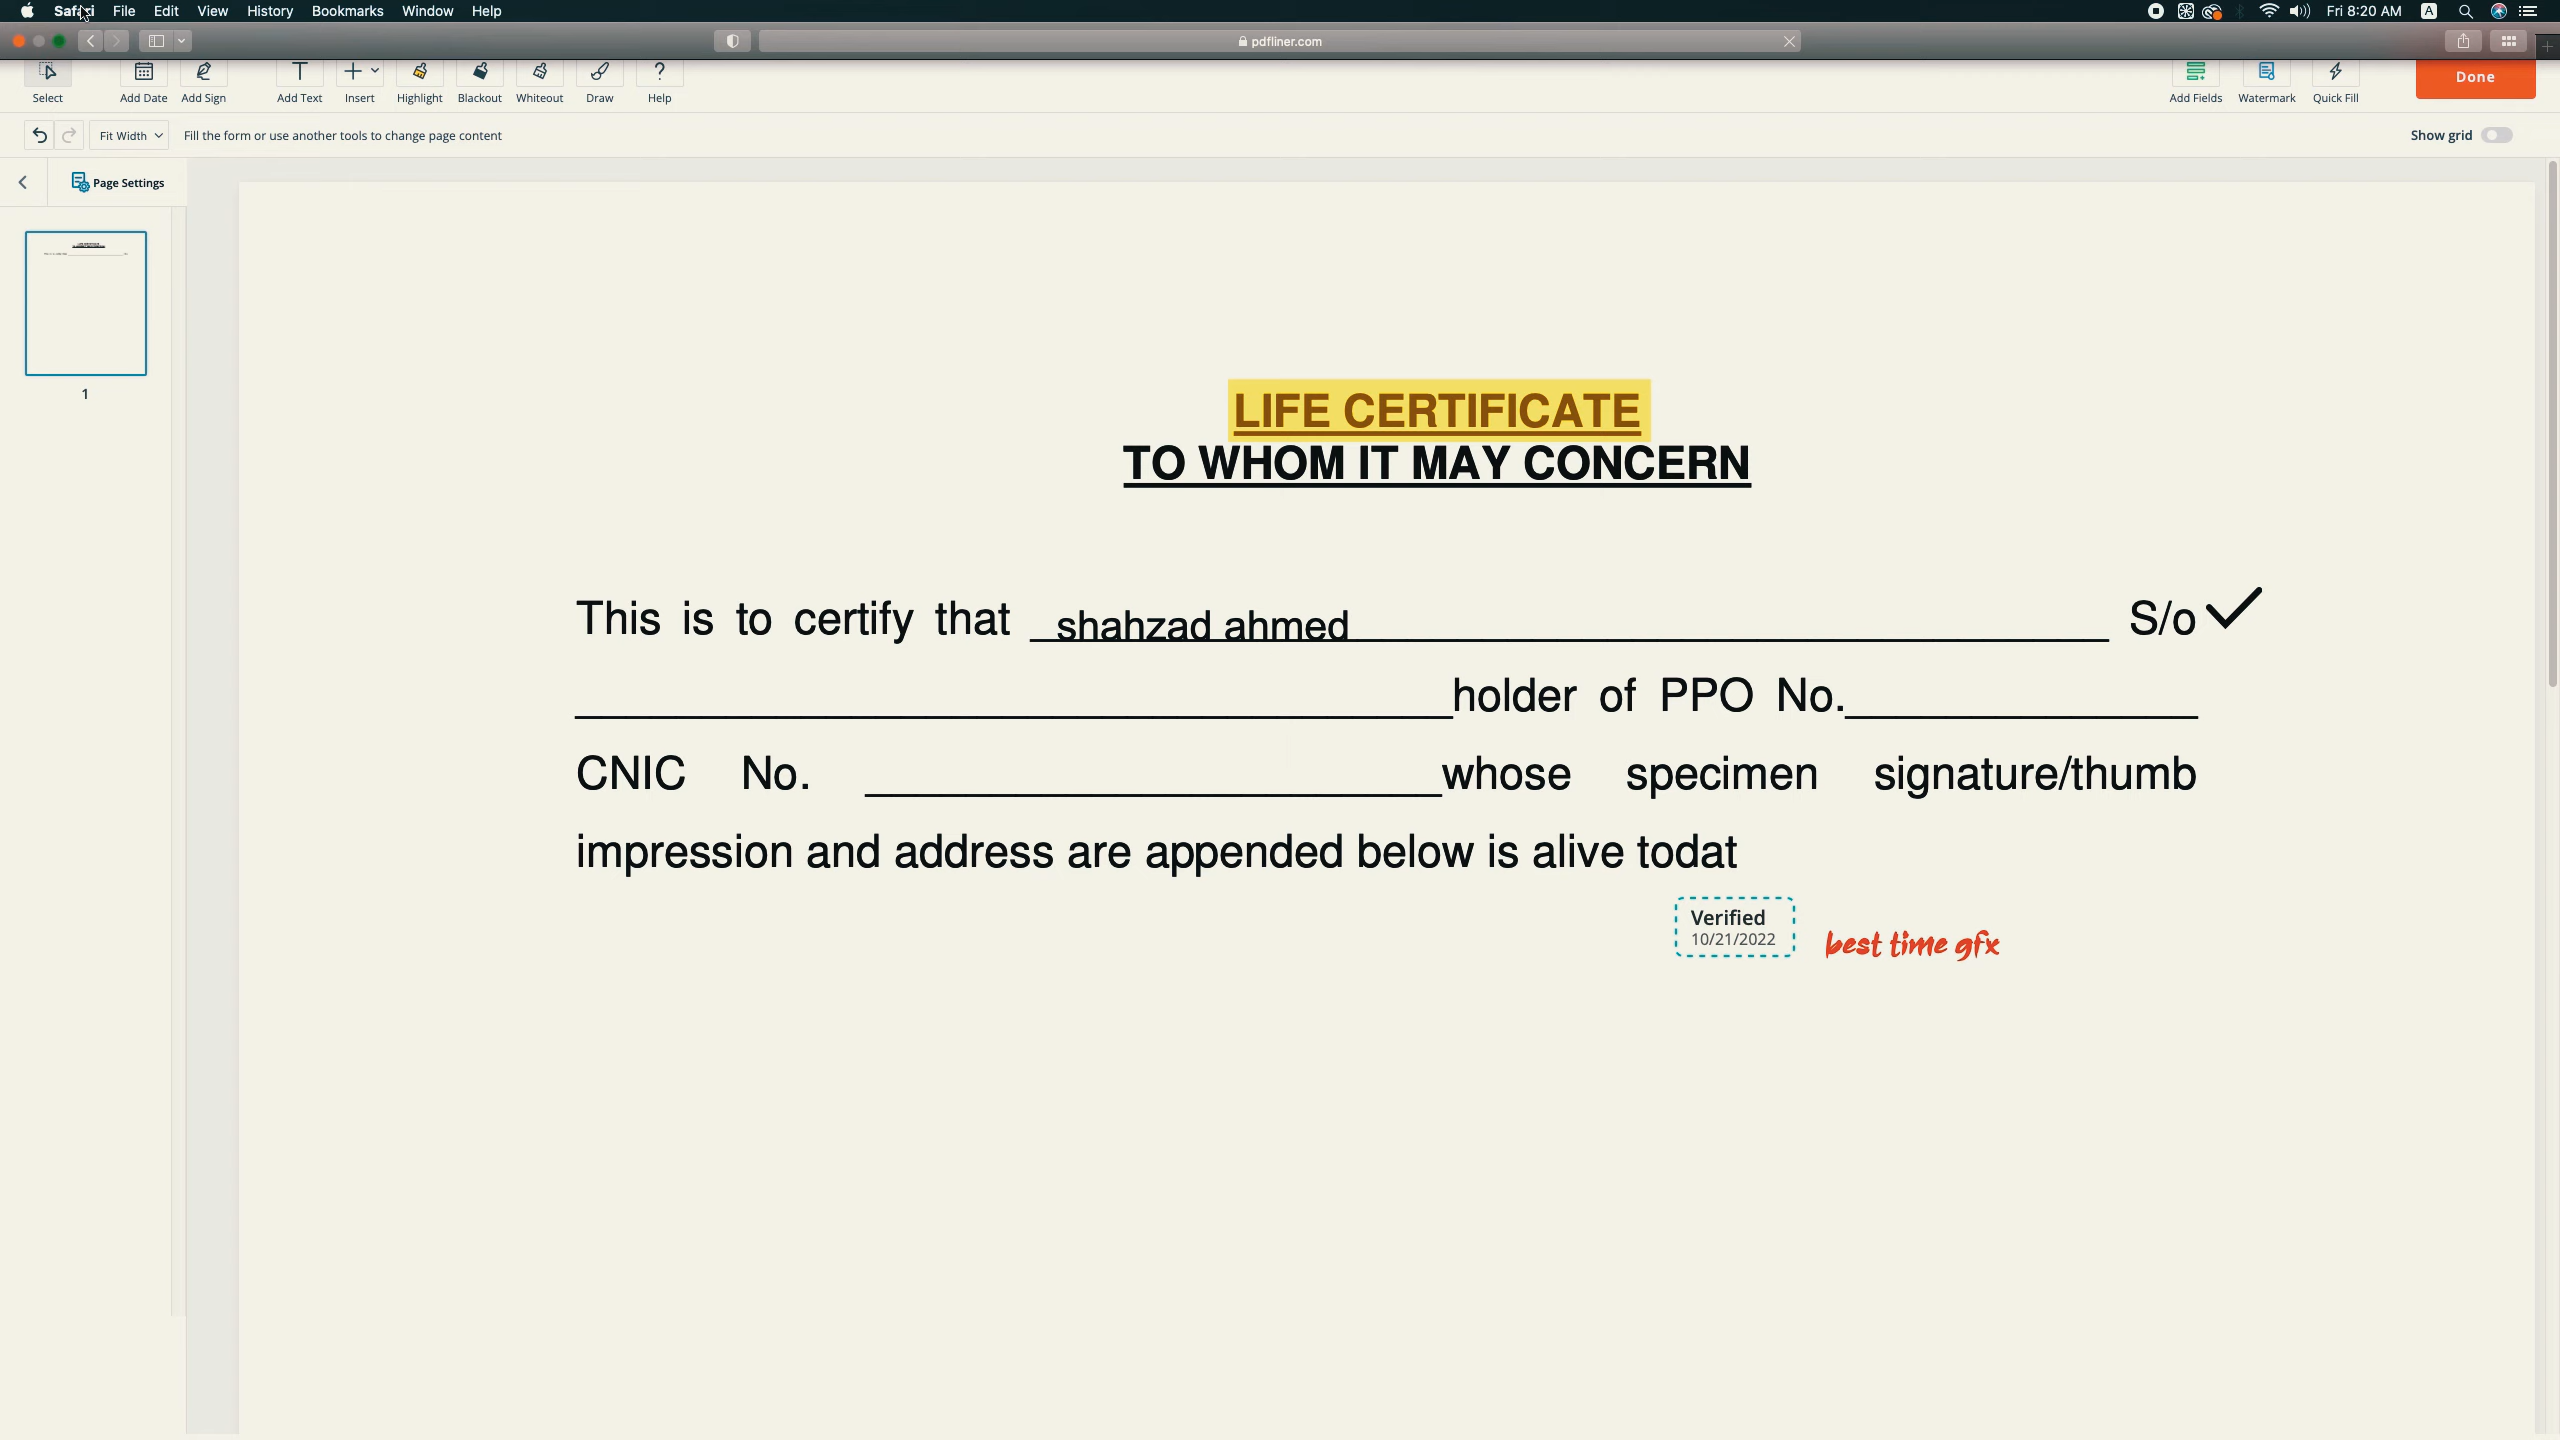 Safari File Edit View History Bookmarks Window Help
Fri 8:20 AM A
pdfliner.com
Select Add Date Add Sign Add Text Insert Highlight Blackout Whiteout Draw Help Add Fields Watermark Quick Fill Done
Fit Width Fill the form or use another tools to change page content Show grid
Page Settings
1
LIFE CERTIFICATE
TO WHOM IT MAY CONCERN
This is to certify that shahzad ahmed S/o
holder of PPO No.
CNIC No. whose specimen signature/thumb
impression and address are appended below is alive todat
Verified
10/21/2022
best time gfx